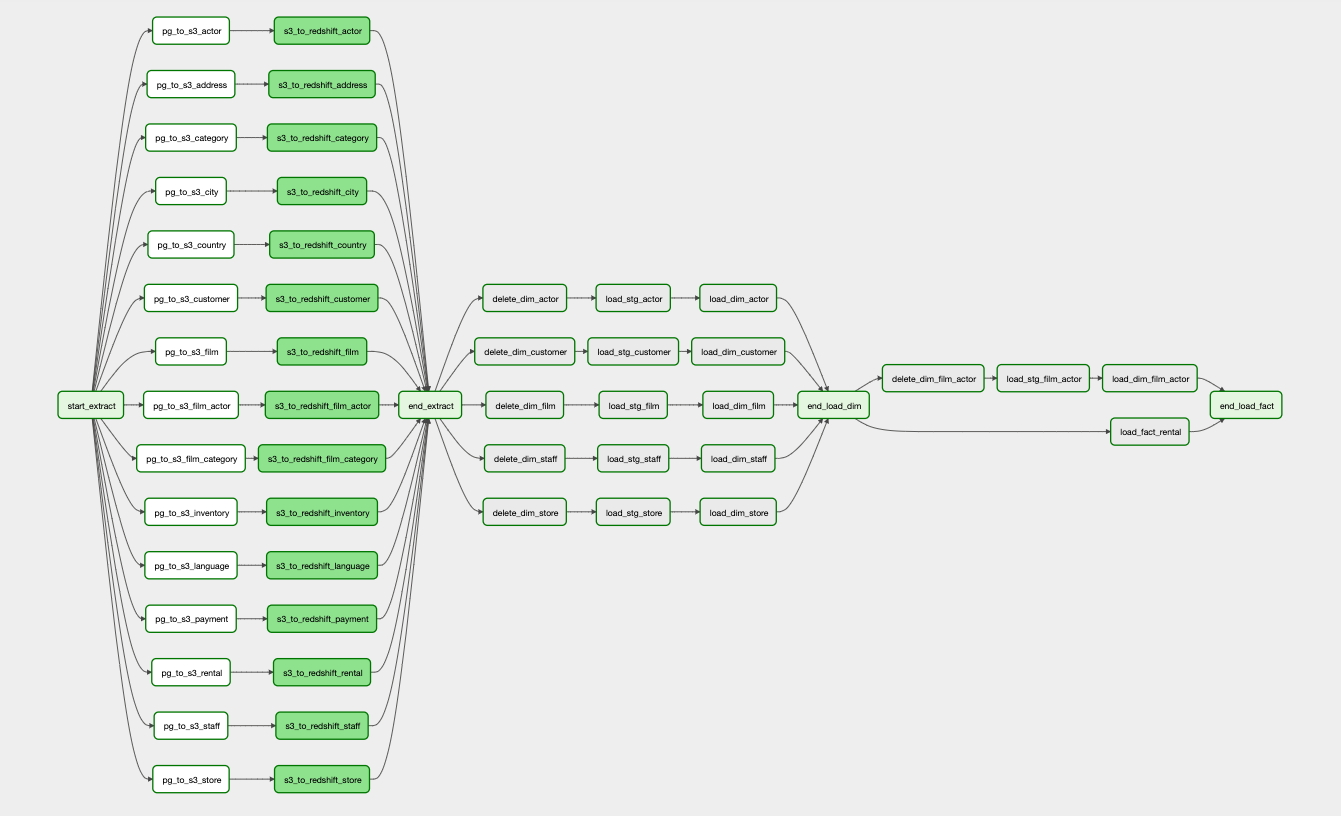 pg_to_s3_actor
s3_to_redshift_actor
pg_to_s3_address
s3_to_redshift_address
pg_to_s3_category
s3_to_redshift_category
pg_to_s3_city
s3_to_redshift_city
pg_to_s3_country
s3_to_redshift_country
pg_to_s3_customer
s3_to_redshift_customer
delete_dim_actor
load_stg_actor
load_dim_actor
pg_to_s3_film
s3_to_redshift_film
delete_dim_customer
load_stg_customer
load_dim_customer
delete_dim_film_actor
load_stg_film_actor
load_dim_film_actor
start_extract
pg_to_s3_film_actor
s3_to_redshift_film_actor
end_extract
delete_dim_film
load_stg_film
load_dim_film
end_load_dim
end_load_fact
load_fact_rental
pg_to_s3_film_category
s3_to_redshift_film_category
delete_dim_staff
load_stg_staff
load_dim_staff
pg_to_s3_inventory
s3_to_redshift_inventory
delete_dim_store
load_stg_store
load_dim_store
pg_to_s3_language
s3_to_redshift_language
pg_to_s3_payment
s3_to_redshift_payment
pg_to_s3_rental
s3_to_redshift_rental
pg_to_s3_staff
s3_to_redshift_staff
pg_to_s3_store
s3_to_redshift_store